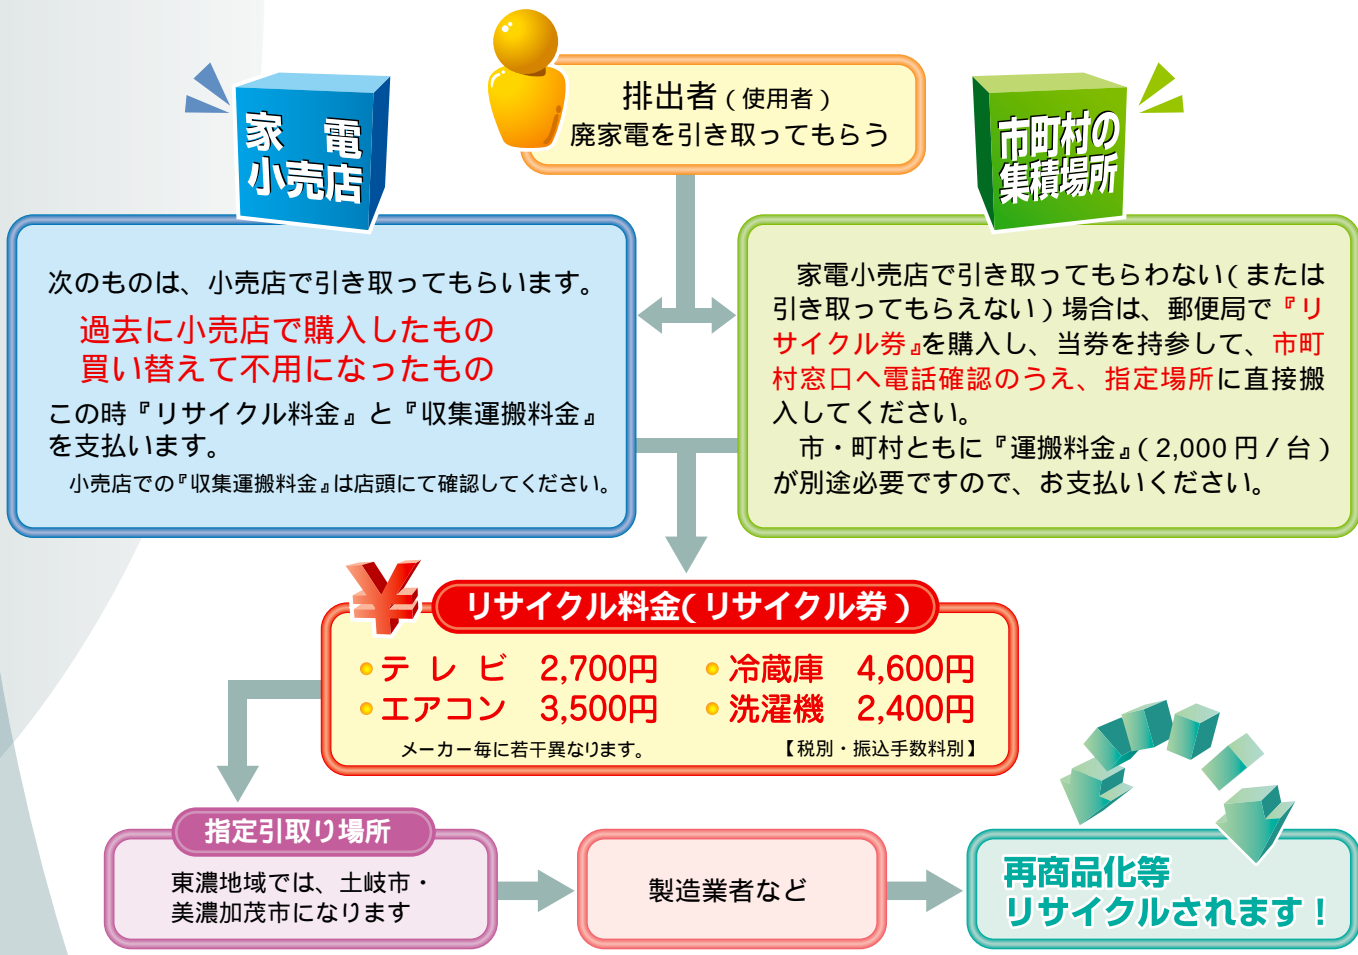 排出者（使用者）
廃家電を引き取ってもらう
家電
小売店
次のものは、小売店で引き取ってもらいます。
過去に小売店で購入したもの
買い替えて不用になったもの
この時『リサイクル料金』と『収集運搬料金』
を支払います。
小売店での『収集運搬料金』は店頭にて確認してください。
市町村の
集積場所
家電小売店で引き取ってもらわない（または
引き取ってもらえない）場合は、郵便局で『リ
サイクル券』を購入し、当券を持参して、市町
村窓口へ電話確認のうえ、指定場所に直接搬
入してください。
市・町村ともに『運搬料金』（2,000円／台）
が別途必要ですので、お支払いください。
¥
リサイクル料金（リサイクル券）
テレビ 2,700円
冷蔵庫 4,600円
エアコン 3,500円
洗濯機 2,400円
メーカー毎に若干異なります。
【税別・振込手数料別】
指定引取り場所
東濃地域では、土岐市・
美濃加茂市になります
製造業者など
再商品化等
リサイクルされます！